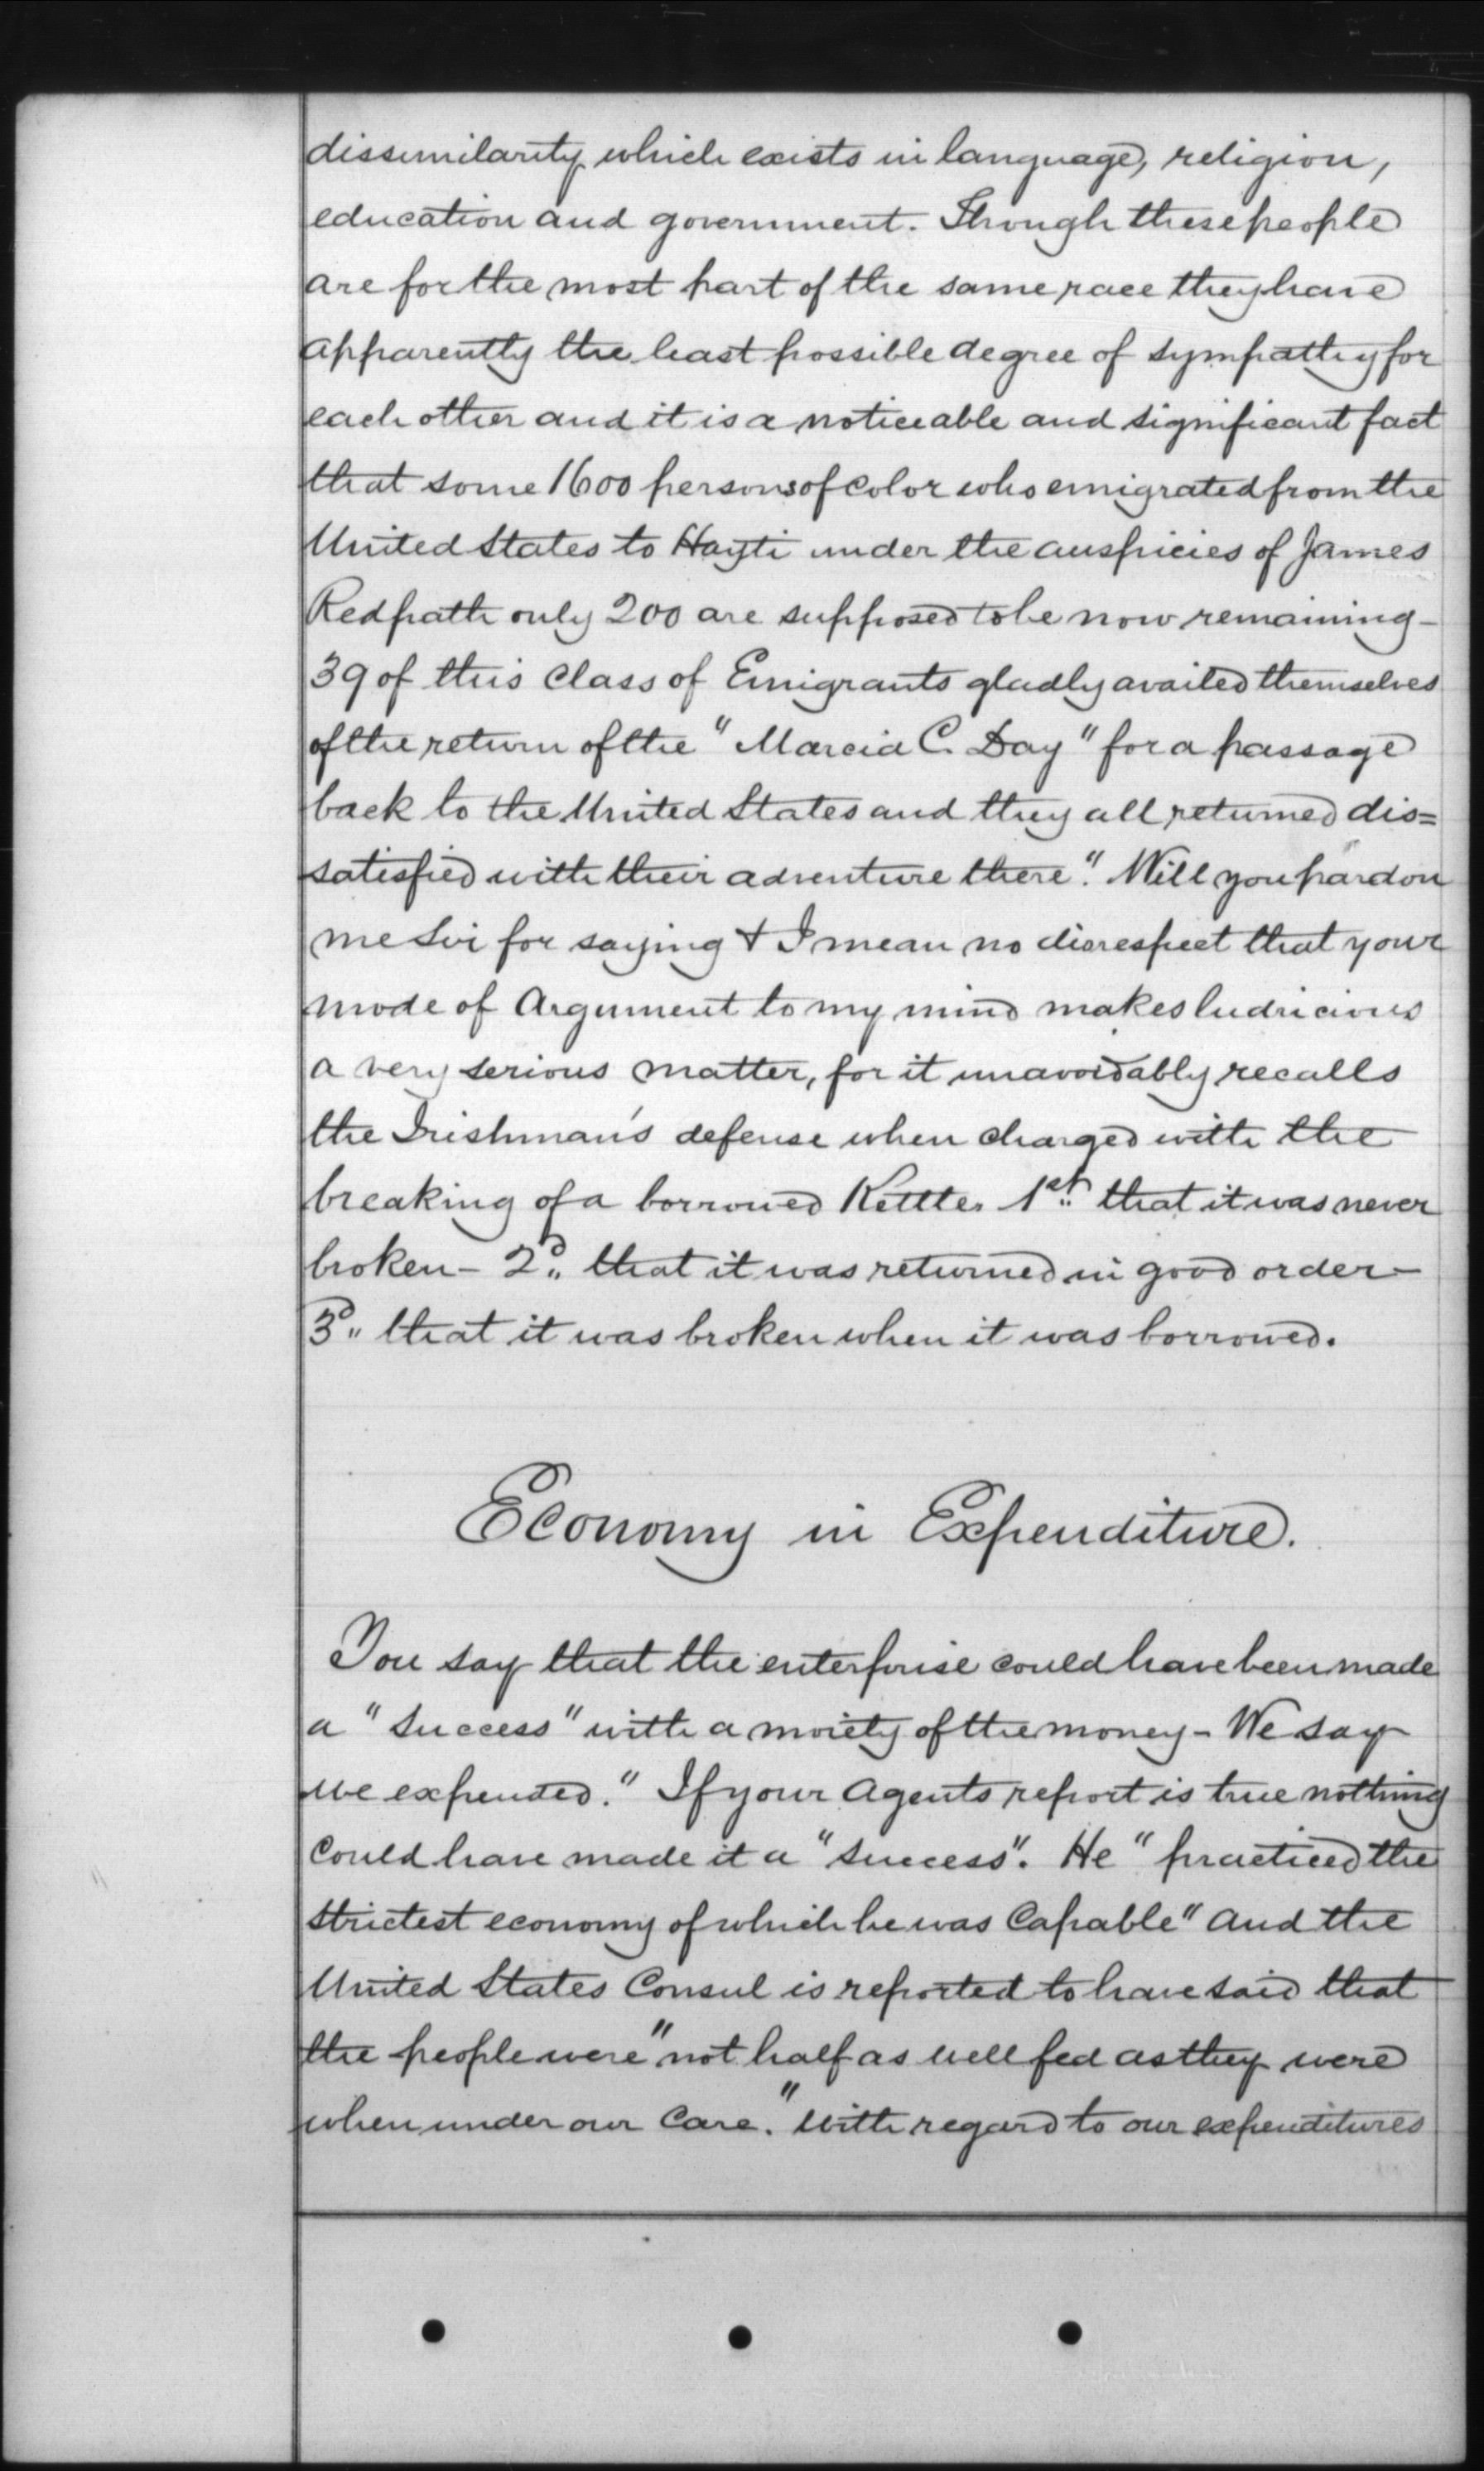 dissimilarity which exists in language, religion,
education and government. Though these people
are for the most part of the same race they have
apparently the least possible degree of sympathy for
each other and it is a noticeable and significant fact
that some 1600 persons of color who emigrated from the
United States to Hayti under the auspicies of James
Redpath only 200 are supposed to be now remaining -
39 of this class of Emigrants gladly availed themselves
of the return of the "Marcia C. Day" for a passage
back to the United States and they all returned dis=
satisfied with their adventure there." Will you pardon
me Sir for saying & I mean no disrespect that your
mode of Argument to my mind makes ludricious
a very serious matter, for it unavoidably recalls
the Irishman's defense when charged with the
breaking of a borrowed Kettle. 1st. that it was never
broken - 2d. that it was returned in good order -
3d. that it was broken when it was borrowed.
Economy in Expenditure.
You say that the enterprise could have been made
a "Success" with a moiety of the money - We say
we expended." If your Agents report is true nothing
could have made it a "Success". He "practiced the
strictest economy of which he was Capable" and the
United States Consul is reported to have said that
the people were "not half as well fed as they were
when under our Care." With regard to our expenditures